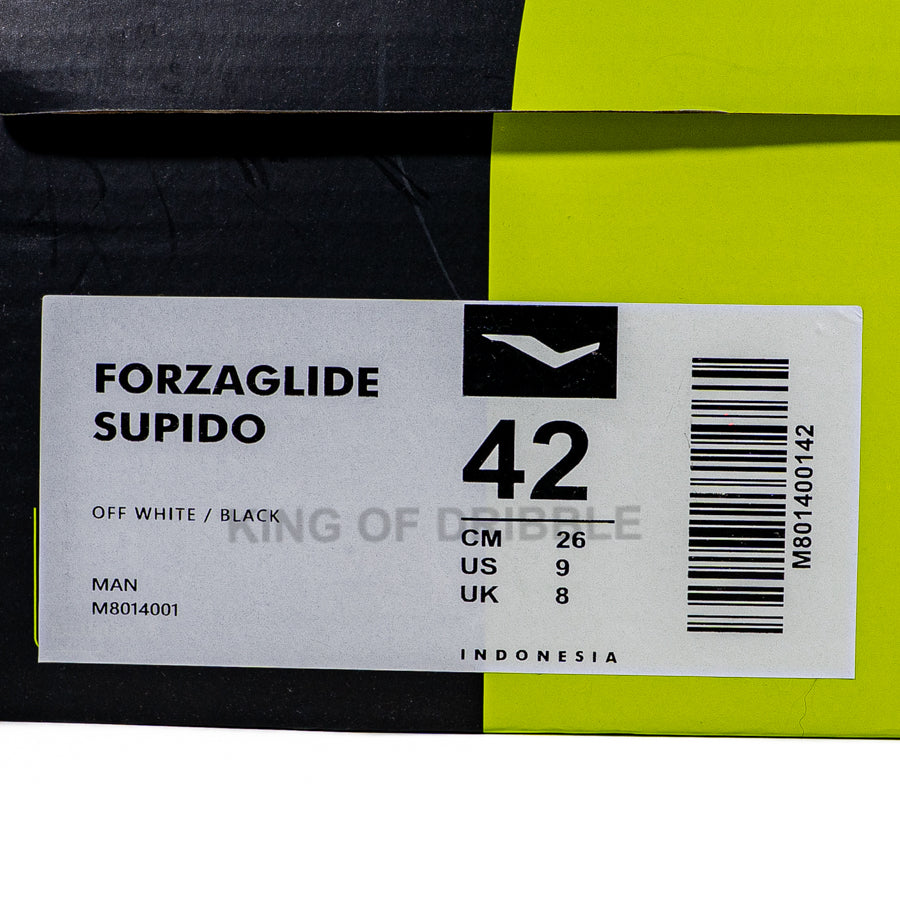 FORZAGLIDE
SUPIDO
OFF WHITE / BLACK
MAN
M8014001
42
CM 26
US 9
UK 8
INDONESIA
M801400142
KING OF DRIBBLE